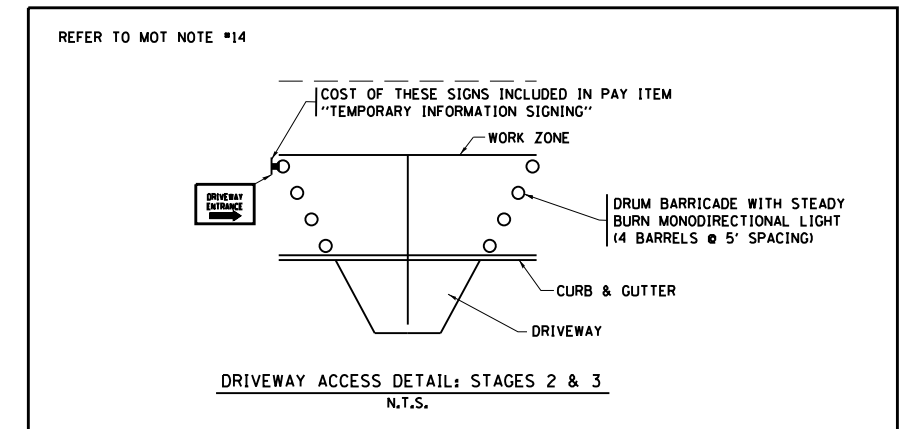 REFER TO MOT NOTE #14
COST OF THESE SIGNS INCLUDED IN PAY ITEM
"TEMPORARY INFORMATION SIGNING"
WORK ZONE
DRIVEWAY
ENTRANCE
DRUM BARRICADE WITH STEADY
BURN MONODIRECTIONAL LIGHT
(4 BARRELS @ 5' SPACING)
CURB & GUTTER
DRIVEWAY
DRIVEWAY ACCESS DETAIL: STAGES 2 & 3
N.T.S.